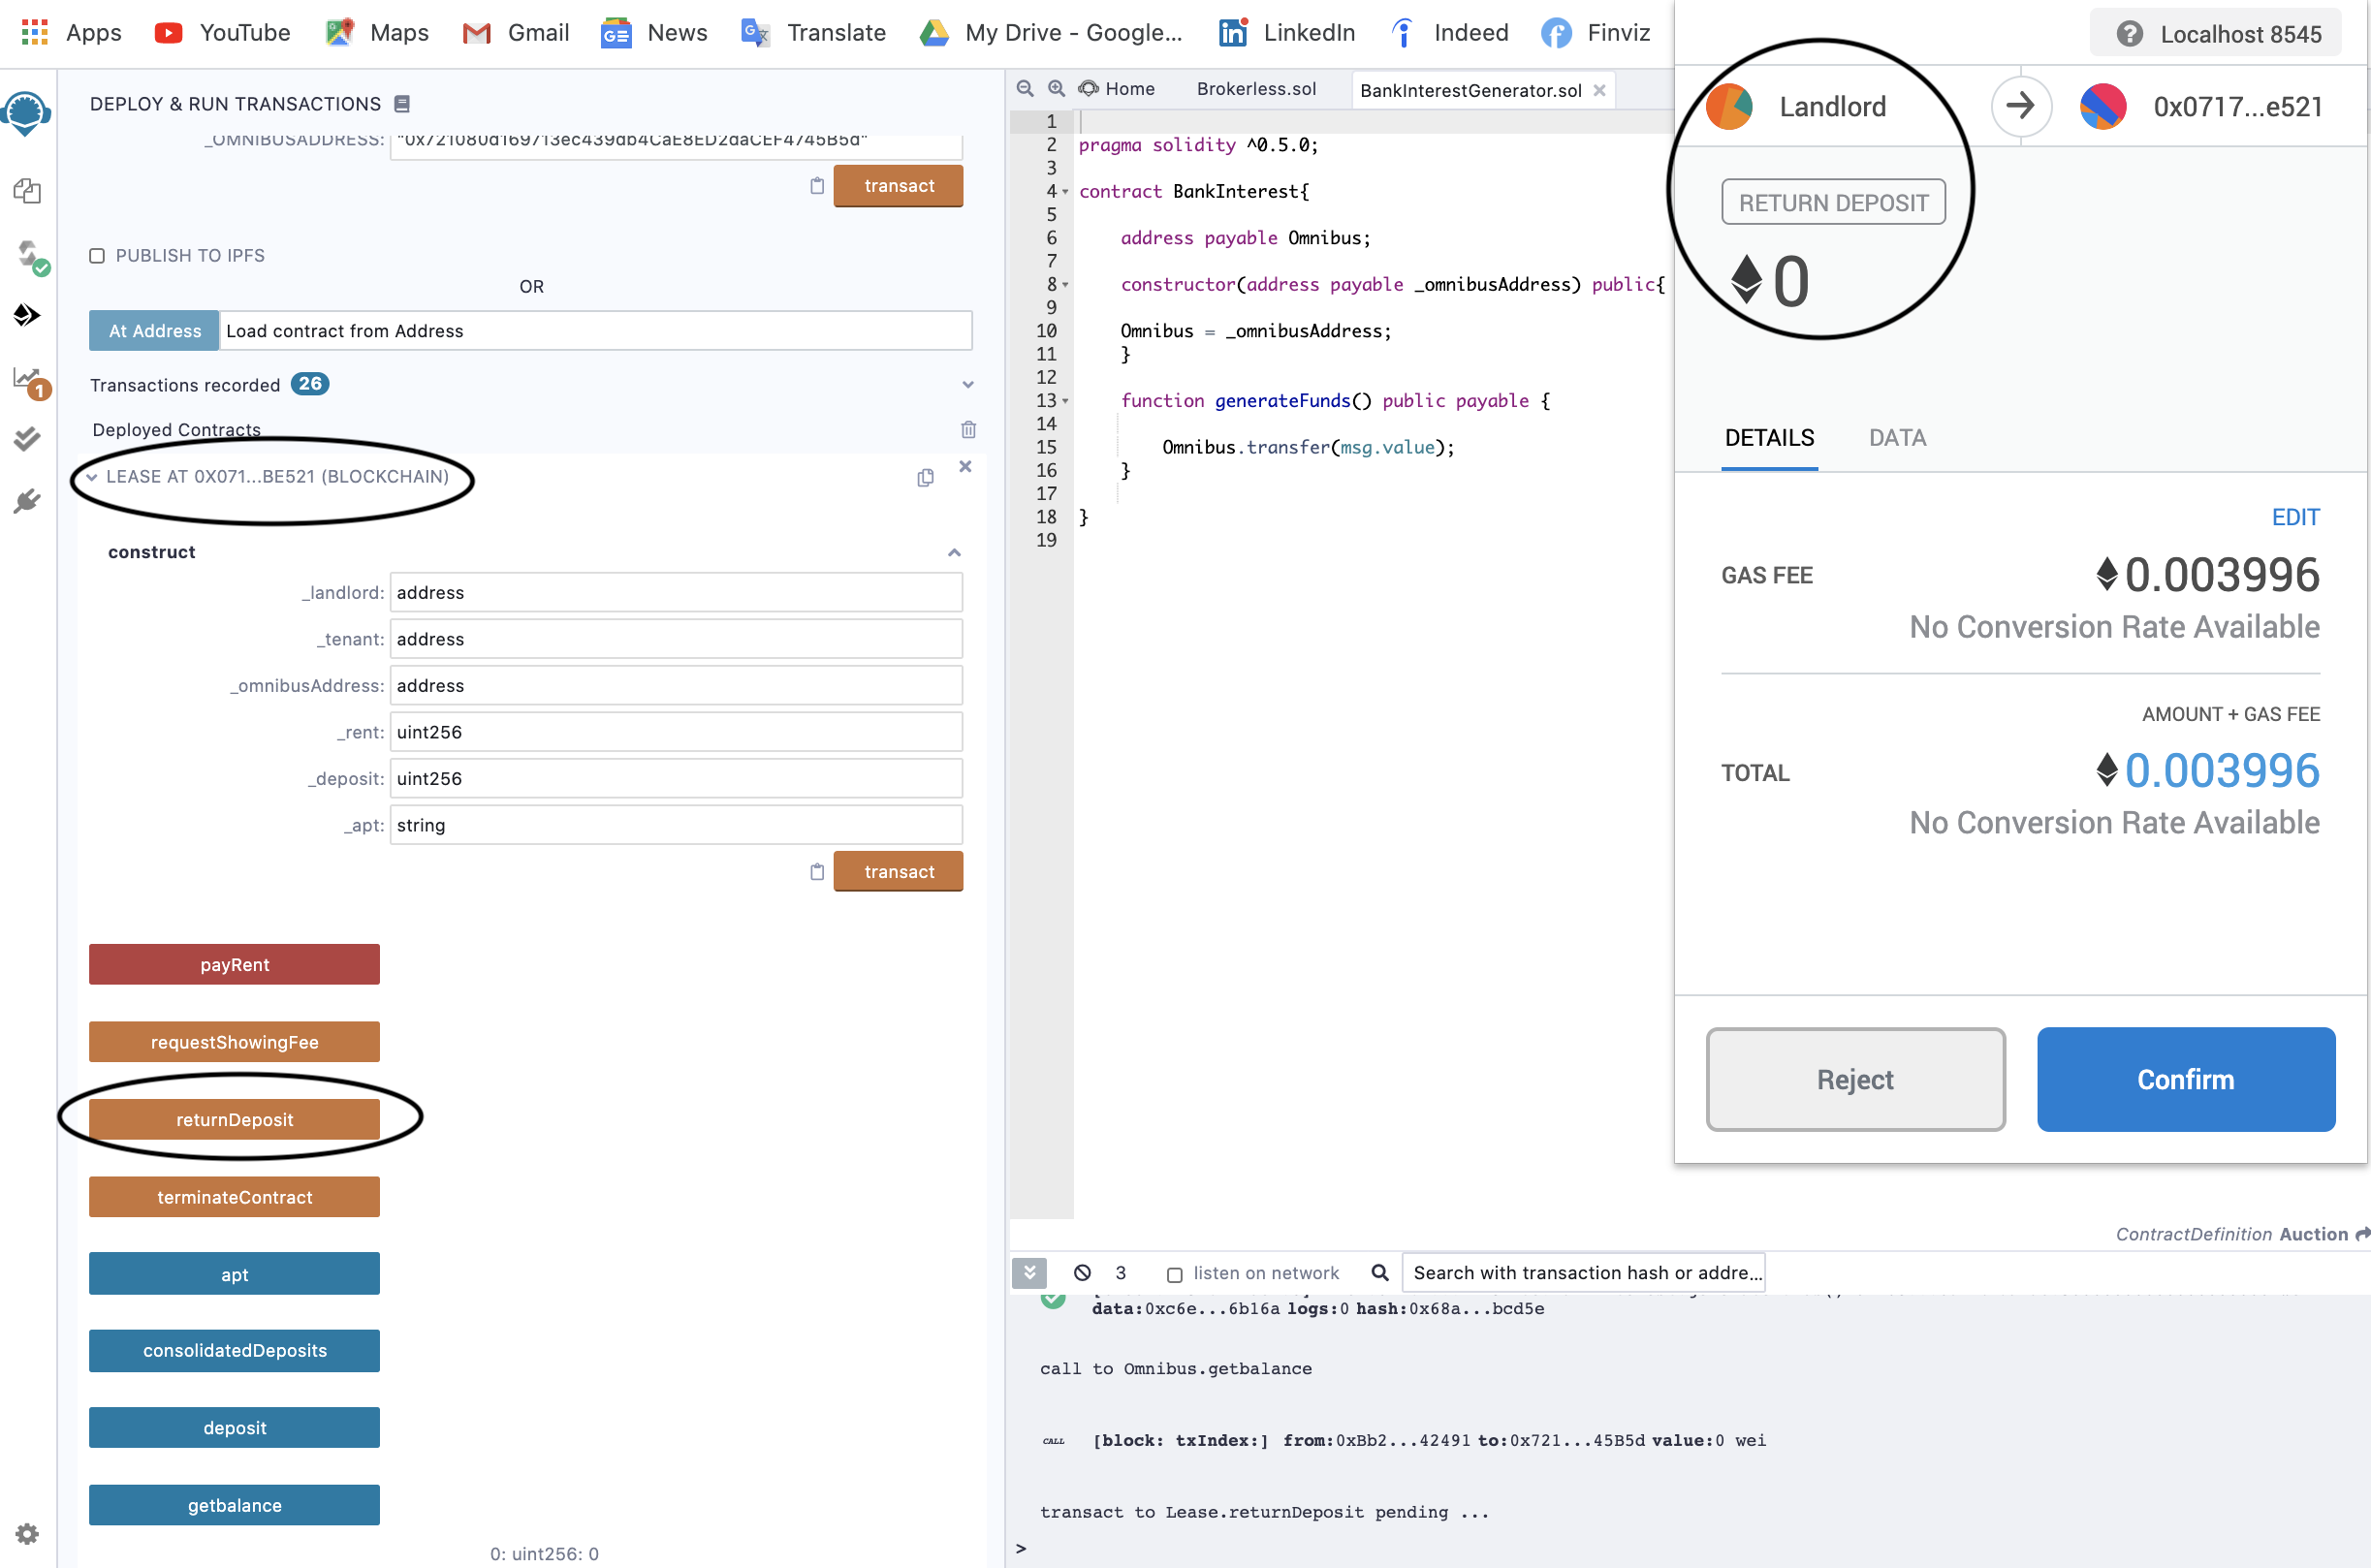 Apps YouTube Maps Gmail News Translate My Drive - Google... LinkedIn Indeed Finviz
DEPLOY & RUN TRANSACTIONS
_OMNIBUSADDRESS: "0x721080d169713ec439db4CaE8ED2daCEF4745B5d"
transact
PUBLISH TO IPFS
OR
At Address Load contract from Address
Transactions recorded 26
Deployed Contracts
LEASE AT 0X071...BE521 (BLOCKCHAIN)
construct
_landlord: address
_tenant: address
_omnibusAddress: address
_rent: uint256
_deposit: uint256
_apt: string
transact
payRent
requestShowingFee
returnDeposit
terminateContract
apt
consolidatedDeposits
deposit
getbalance
0: uint256: 0
1
Home Brokerless.sol BankInterestGenerator.sol
1
2 pragma solidity ^0.5.0;
3
4 contract BankInterest{
5
6 address payable Omnibus;
7
8 constructor(address payable _omnibusAddress) public{
9
10 Omnibus = _omnibusAddress;
11 }
12
13 function generateFunds() public payable {
14
15 Omnibus.transfer(msg.value);
16 }
17
18 }
19
ContractDefinition Auction
3 listen on network Search with transaction hash or addre...
data:0xc6e...6b16a logs:0 hash:0x68a...bcd5e
call to Omnibus.getbalance
CALL [block: txIndex:] from:0xBb2...42491 to:0x721...45B5d value:0 wei
transact to Lease.returnDeposit pending ...
>
Localhost 8545
Landlord 0x0717...e521
RETURN DEPOSIT
0
DETAILS DATA
EDIT
GAS FEE 0.003996
No Conversion Rate Available
AMOUNT + GAS FEE
TOTAL 0.003996
No Conversion Rate Available
Reject Confirm